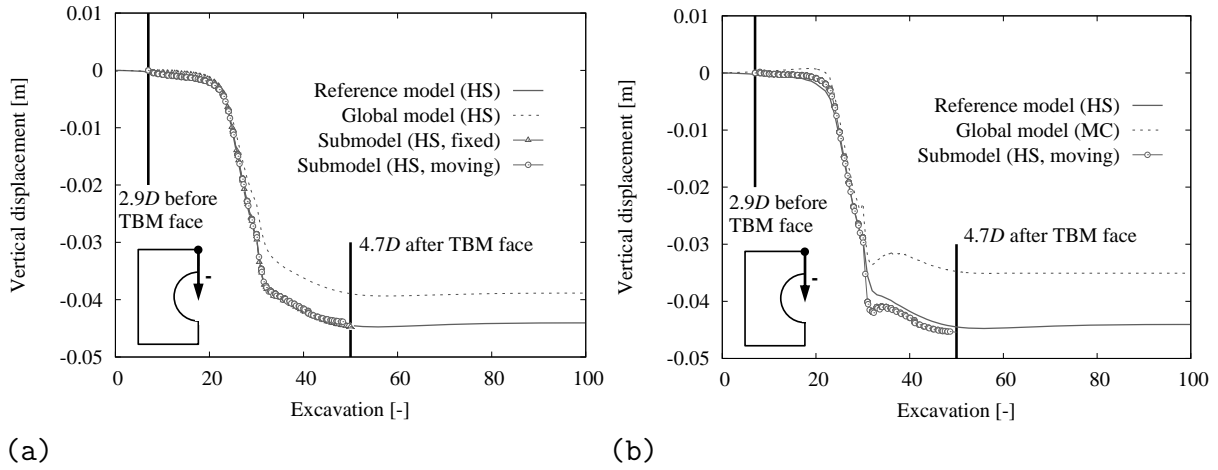 0.01
0
-0.01
-0.02
-0.03
-0.04
-0.05
Vertical displacement [m]
0 20 40 60 80 100
Excavation [-]
Reference model (HS)
Global model (HS)
Submodel (HS, fixed)
Submodel (HS, moving)
2.9D before
TBM face
4.7D after TBM face
-
(a)
0.01
0
-0.01
-0.02
-0.03
-0.04
-0.05
Vertical displacement [m]
0 20 40 60 80 100
Excavation [-]
Reference model (HS)
Global model (MC)
Submodel (HS, moving)
2.9D before
TBM face
4.7D after TBM face
-
(b)